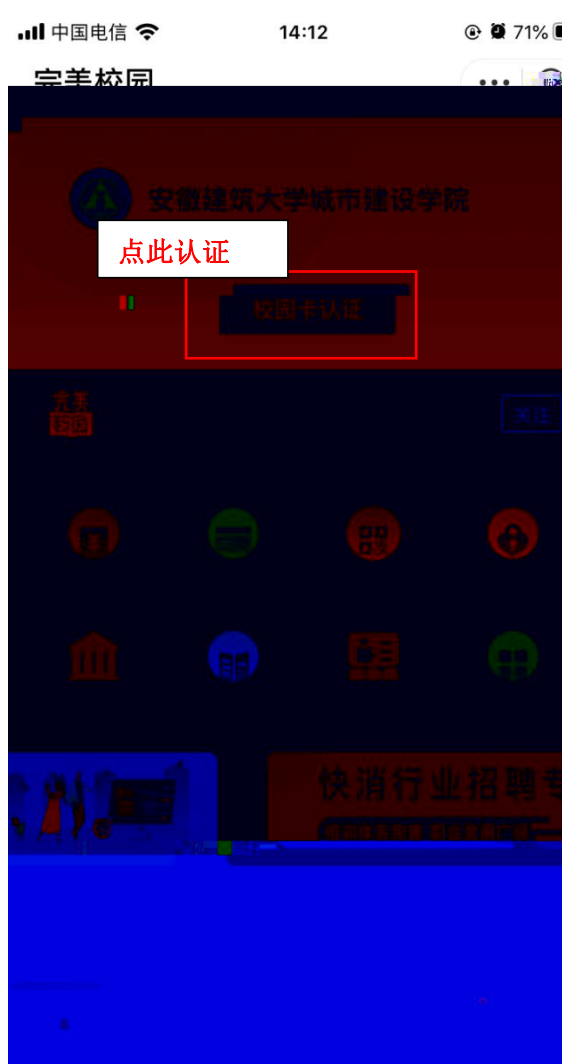 中国电信 14:12 71%
完美校园
安徽建筑大学城市建设学院
点此认证
校园卡认证
完美
校园
关注
快消行业招聘专